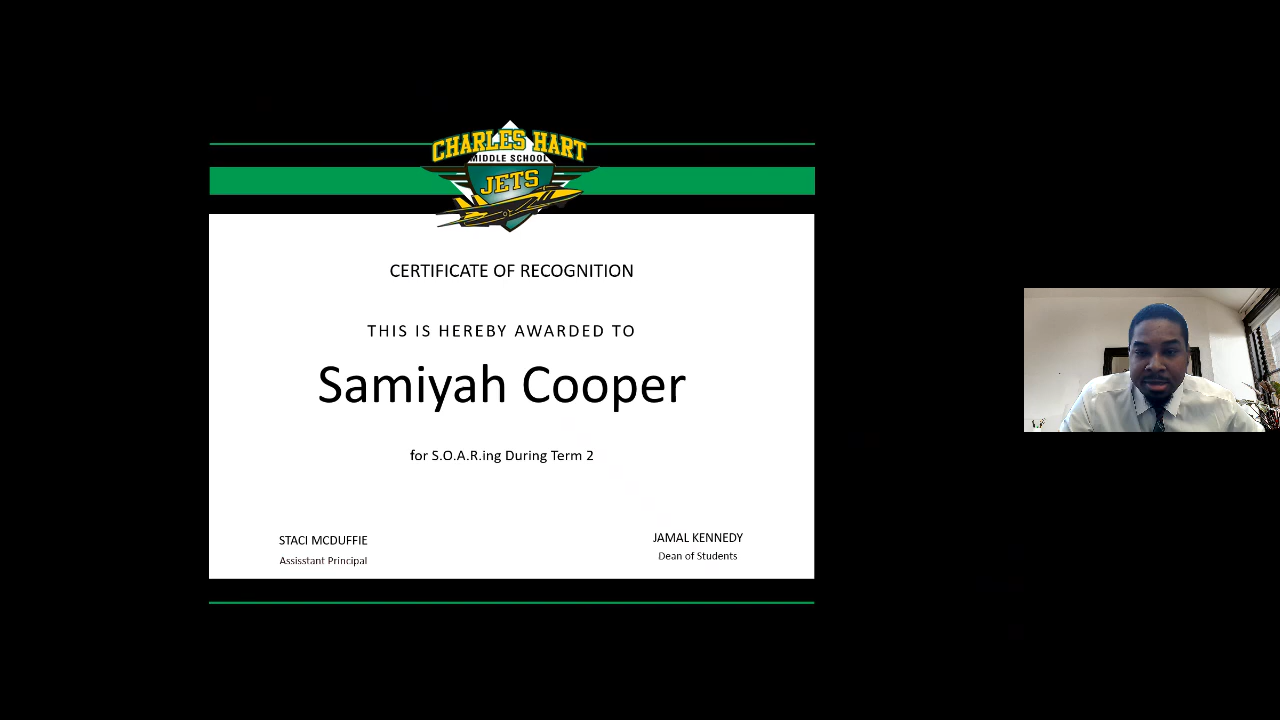 CHARLES HART
MIDDLE SCHOOL
JETS
CERTIFICATE OF RECOGNITION
THIS IS HEREBY AWARDED TO
Samiyah Cooper
for S.O.A.R.ing During Term 2
STACI MCDUFFIE
Assisstant Principal
JAMAL KENNEDY
Dean of Students